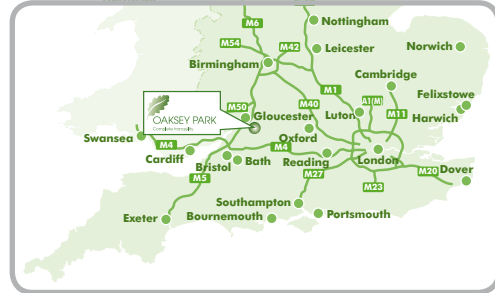 M6
Nottingham
M54
M42
Leicester
Norwich
Birmingham
Cambridge
M1
Felixstowe
M50
M40
A1(M)
OAKSEY PARK
Gloucester
Luton
M11
Harwich
Swansea
Oxford
M4
Cardiff
M4
Bristol
Bath
Reading
London
M20
Dover
M5
M27
M23
Southampton
Exeter
Bournemouth
Portsmouth